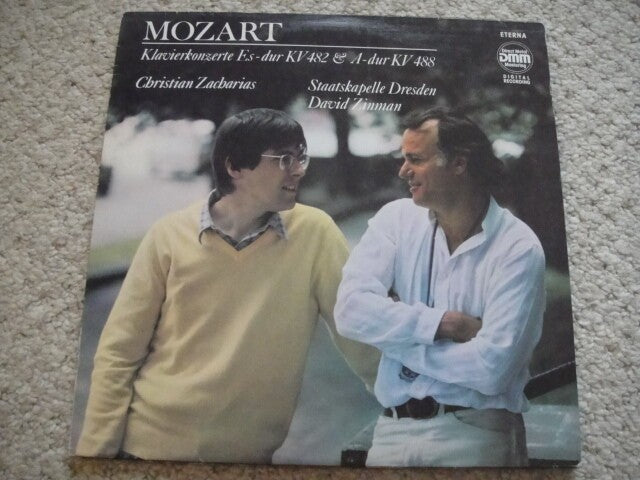 MOZART
Klavierkonzerte Es-dur KV 482 & A-dur KV 488
Christian Zacharias
Staatskapelle Dresden
David Zinman
ETERNA
Direct Metal
DMM
Mastering
DIGITAL
RECORDING